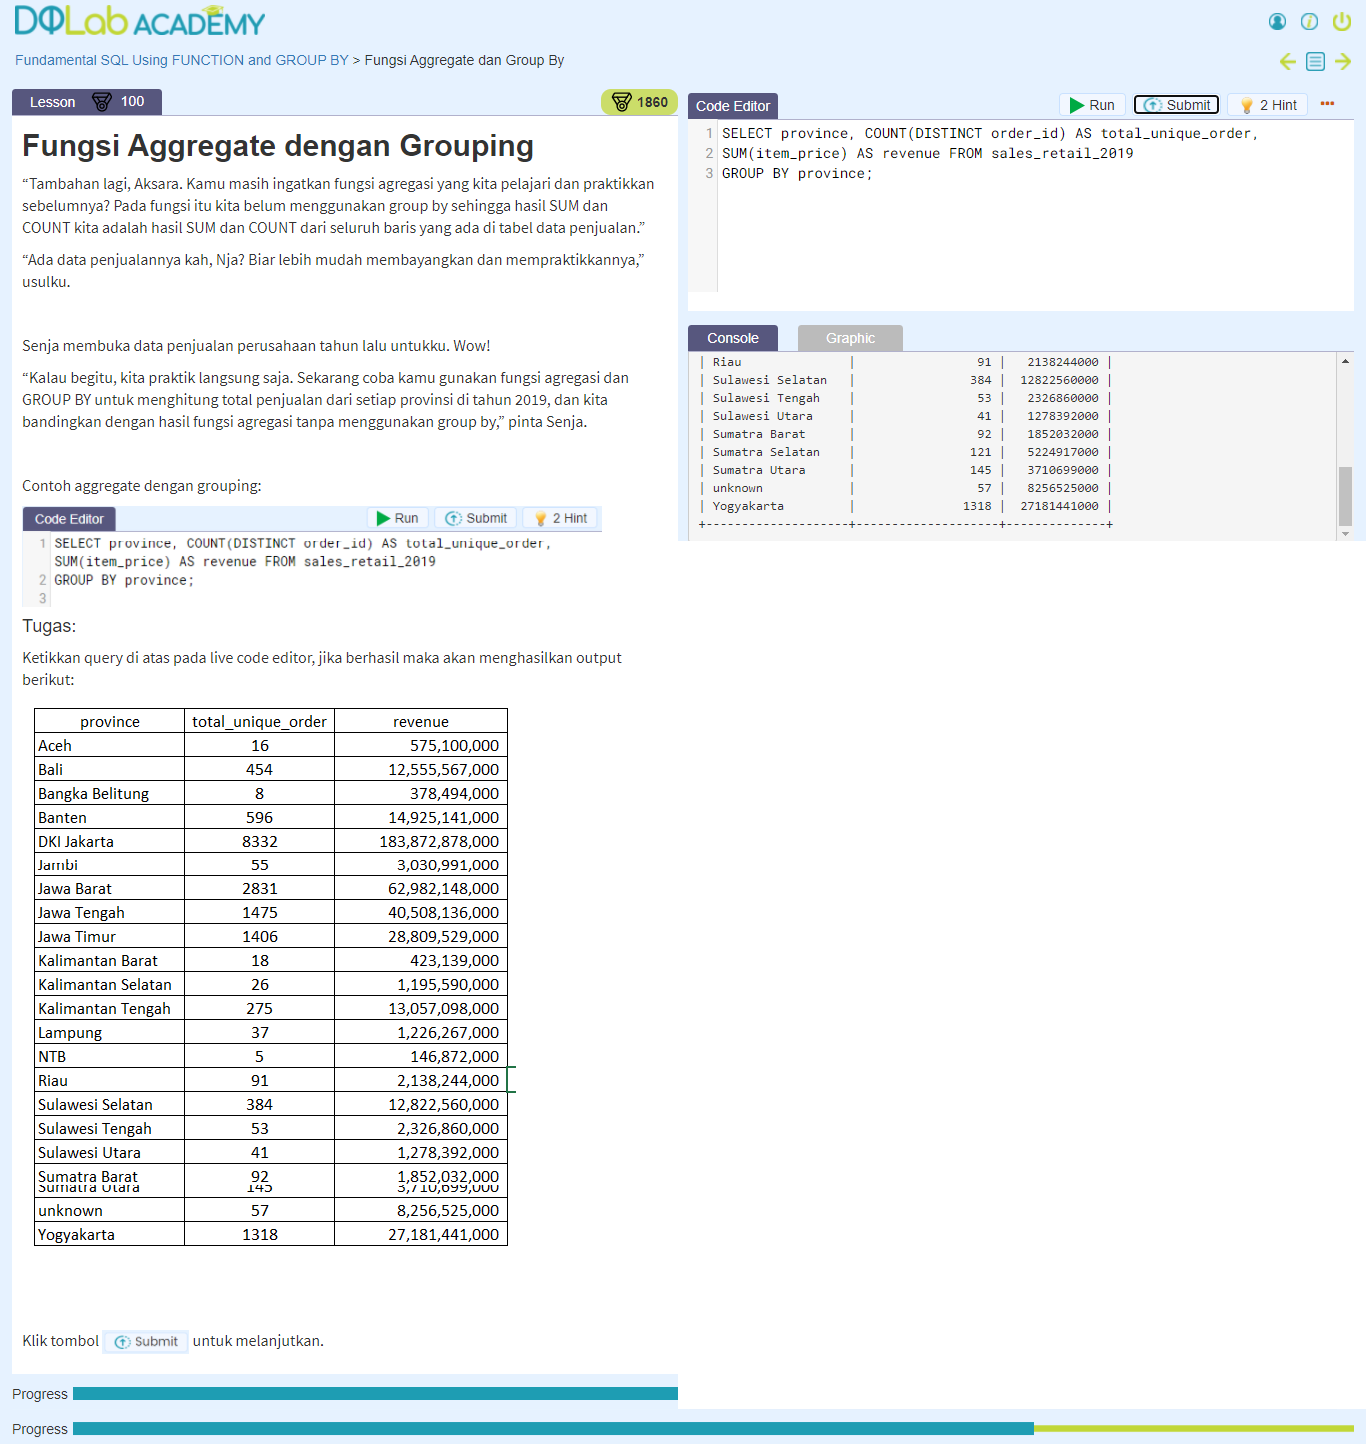 DQLab ACADEMY
Fundamental SQL Using FUNCTION and GROUP BY > Fungsi Aggregate dan Group By
Lesson 100
1860
Fungsi Aggregate dengan Grouping
“Tambahan lagi, Aksara. Kamu masih ingatkan fungsi agregasi yang kita pelajari dan praktikkan
sebelumnya? Pada fungsi itu kita belum menggunakan group by sehingga hasil SUM dan
COUNT kita adalah hasil SUM dan COUNT dari seluruh baris yang ada di tabel data penjualan.”
“Ada data penjualannya kah, Nja? Biar lebih mudah membayangkan dan mempraktikkannya,”
usulku.
Senja membuka data penjualan perusahaan tahun lalu untukku. Wow!
“Kalau begitu, kita praktik langsung saja. Sekarang coba kamu gunakan fungsi agregasi dan
GROUP BY untuk menghitung total penjualan dari setiap provinsi di tahun 2019, dan kita
bandingkan dengan hasil fungsi agregasi tanpa menggunakan group by,” pinta Senja.
Contoh aggregate dengan grouping:
Code Editor Run Submit 2 Hint
1 SELECT province, COUNT(DISTINCT order_id) AS total_unique_order,
SUM(item_price) AS revenue FROM sales_retail_2019
2 GROUP BY province;
3
Tugas:
Ketikkan query di atas pada live code editor, jika berhasil maka akan menghasilkan output
berikut:
province total_unique_order revenue
Aceh 16 575,100,000
Bali 454 12,555,567,000
Bangka Belitung 8 378,494,000
Banten 596 14,925,141,000
DKI Jakarta 8332 183,872,878,000
Jambi 55 3,030,991,000
Jawa Barat 2831 62,982,148,000
Jawa Tengah 1475 40,508,136,000
Jawa Timur 1406 28,809,529,000
Kalimantan Barat 18 423,139,000
Kalimantan Selatan 26 1,195,590,000
Kalimantan Tengah 275 13,057,098,000
Lampung 37 1,226,267,000
NTB 5 146,872,000
Riau 91 2,138,244,000
Sulawesi Selatan 384 12,822,560,000
Sulawesi Tengah 53 2,326,860,000
Sulawesi Utara 41 1,278,392,000
Sumatra Barat 92 1,852,032,000
Sumatra Utara 145 3,710,699,000
unknown 57 8,256,525,000
Yogyakarta 1318 27,181,441,000
Klik tombol Submit untuk melanjutkan.
Progress
Code Editor Run Submit 2 Hint
1 SELECT province, COUNT(DISTINCT order_id) AS total_unique_order,
2 SUM(item_price) AS revenue FROM sales_retail_2019
3 GROUP BY province;
Console Graphic
| Riau | 91 | 2138244000 |
| Sulawesi Selatan | 384 | 12822560000 |
| Sulawesi Tengah | 53 | 2326860000 |
| Sulawesi Utara | 41 | 1278392000 |
| Sumatra Barat | 92 | 1852032000 |
| Sumatra Selatan | 121 | 5224917000 |
| Sumatra Utara | 145 | 3710699000 |
| unknown | 57 | 8256525000 |
| Yogyakarta | 1318 | 27181441000 |
+--------------------+--------------------+-------------+
Progress